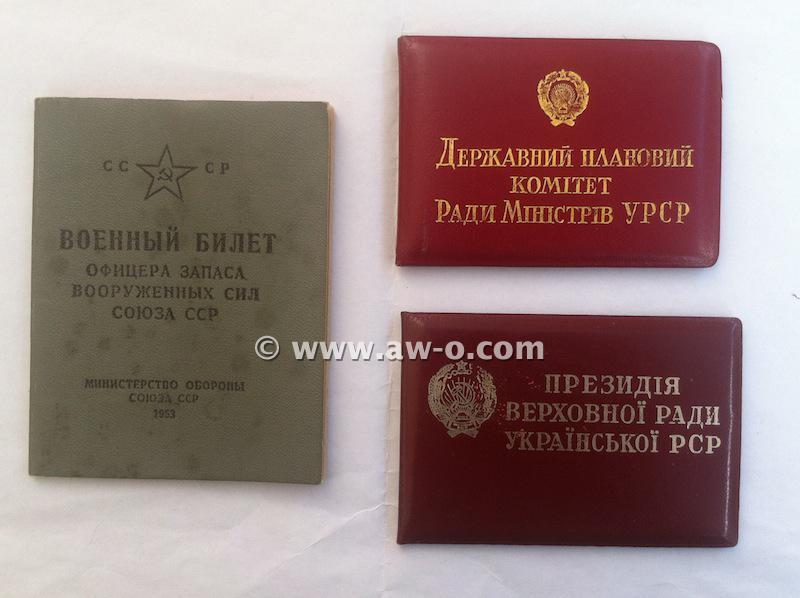 СС СР
ВОЕННЫЙ БИЛЕТ
ОФИЦЕРА ЗАПАСА
ВООРУЖЕННЫХ СИЛ
СОЮЗА ССР
МИНИСТЕРСТВО ОБОРОНЫ
СОЮЗА ССР
1953
ДЕРЖАВНИЙ ПЛАНОВИЙ
КОМІТЕТ
РАДИ МІНІСТРІВ УРСР
ПРЕЗИДІЯ
ВЕРХОВНОЇ РАДИ
УКРАЇНСЬКОЇ РСР
© www.aw-o.com